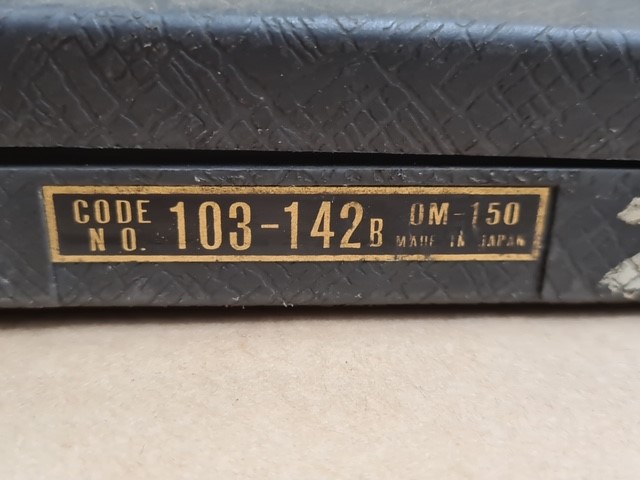 CODE NO. 103-142B OM-150
MADE IN JAPAN